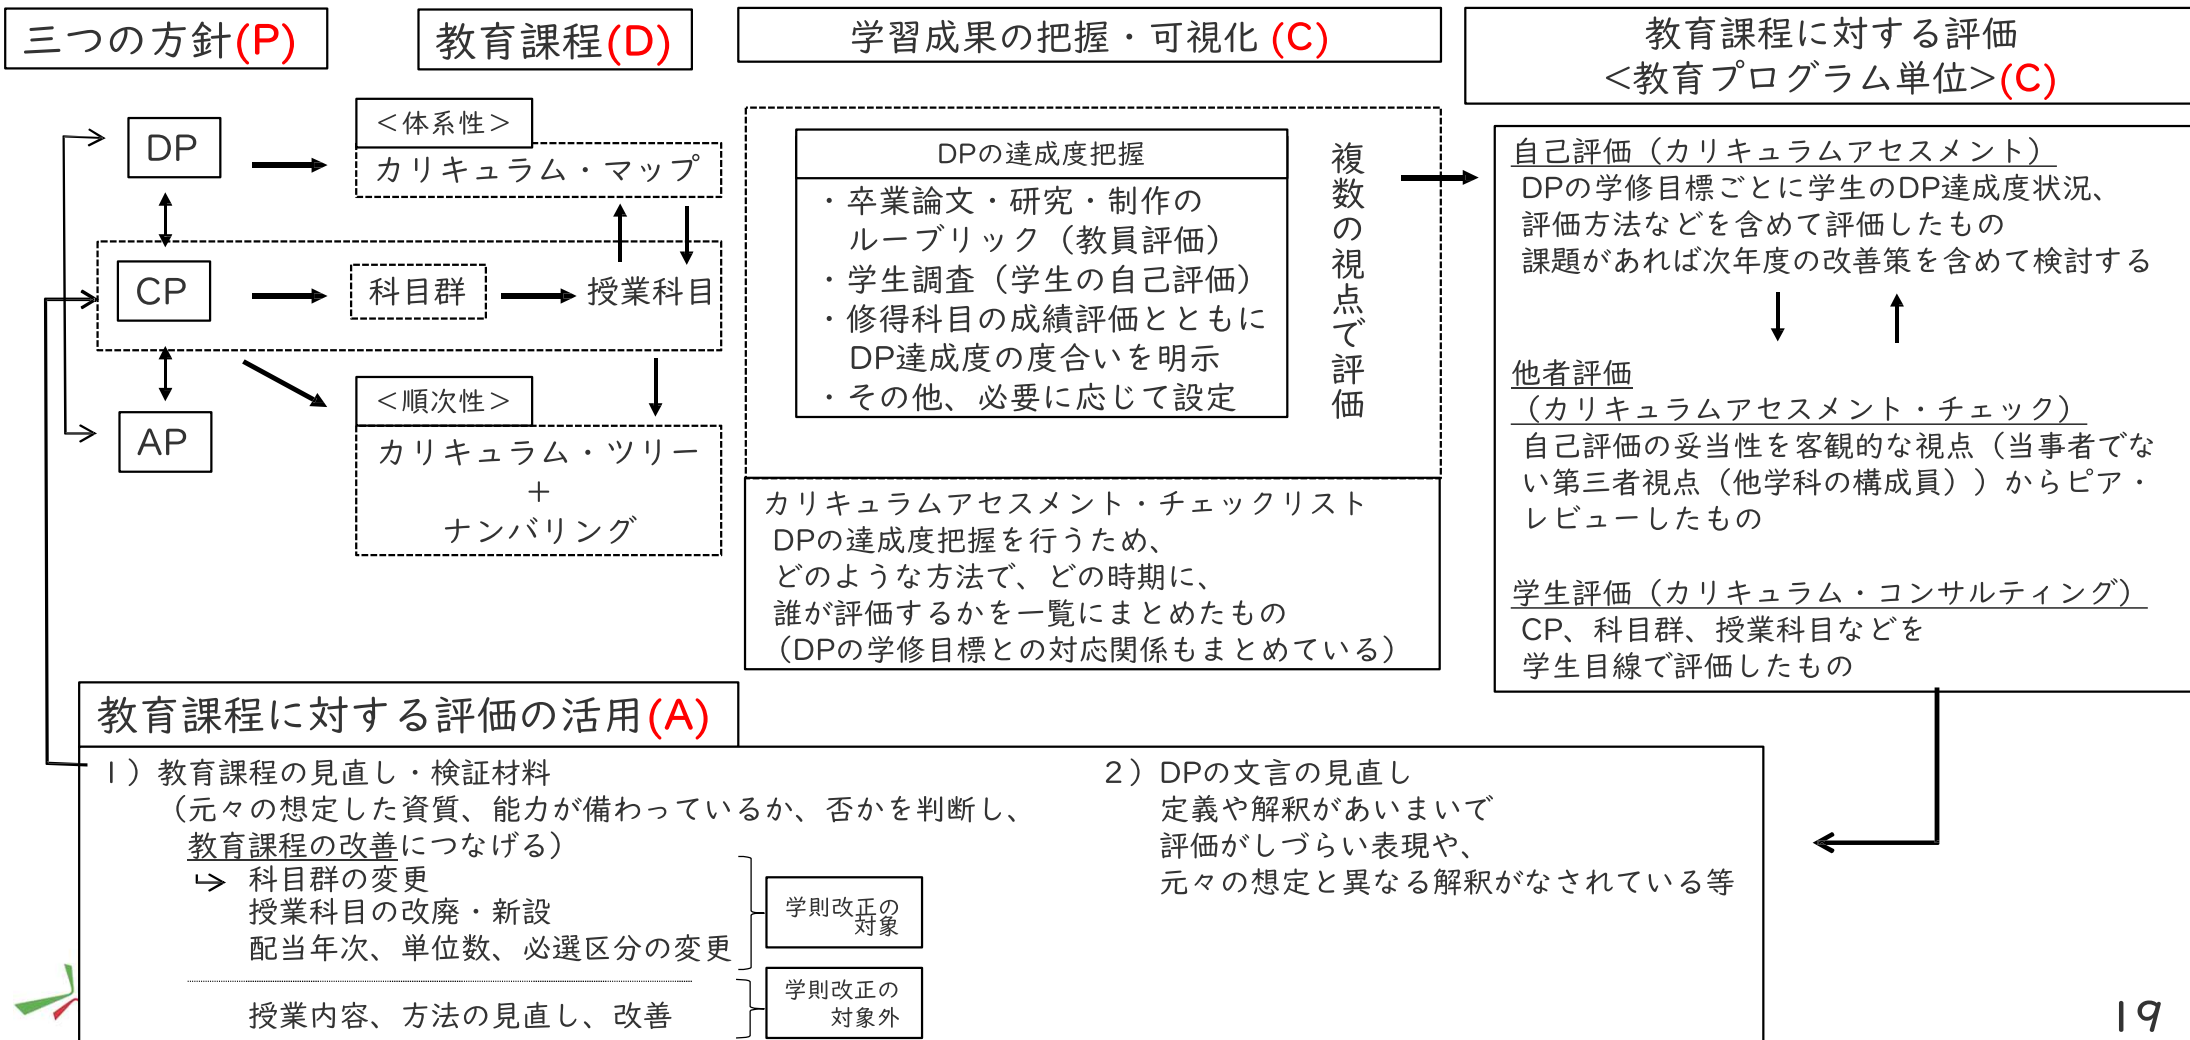 三つの方針(P)
教育課程(D)
学習成果の把握・可視化 (C)
教育課程に対する評価
<教育プログラム単位>(C)
DP
CP
AP
＜体系性＞
カリキュラム・マップ
科目群
授業科目
＜順次性＞
カリキュラム・ツリー
＋
ナンバリング
DPの達成度把握
・卒業論文・研究・制作の
ルーブリック（教員評価）
・学生調査（学生の自己評価）
・修得科目の成績評価とともに
DP達成度の度合いを明示
・その他、必要に応じて設定
複数の視点で評価
カリキュラムアセスメント・チェックリスト
DPの達成度把握を行うため、
どのような方法で、どの時期に、
誰が評価するかを一覧にまとめたもの
（DPの学修目標との対応関係もまとめている）
自己評価（カリキュラムアセスメント）
DPの学修目標ごとに学生のDP達成度状況、
評価方法などを含めて評価したもの
課題があれば次年度の改善策を含めて検討する
他者評価
（カリキュラムアセスメント・チェック）
自己評価の妥当性を客観的な視点（当事者でな
い第三者視点（他学科の構成員））からピア・
レビューしたもの
学生評価（カリキュラム・コンサルティング）
CP、科目群、授業科目などを
学生目線で評価したもの
教育課程に対する評価の活用(A)
１）教育課程の見直し・検証材料
（元々の想定した資質、能力が備わっているか、否かを判断し、
教育課程の改善につなげる）
科目群の変更
授業科目の改廃・新設
配当年次、単位数、必選区分の変更
学則改正の
対象
授業内容、方法の見直し、改善
学則改正の
対象外
２）DPの文言の見直し
定義や解釈があいまいで
評価がしづらい表現や、
元々の想定と異なる解釈がなされている等
19